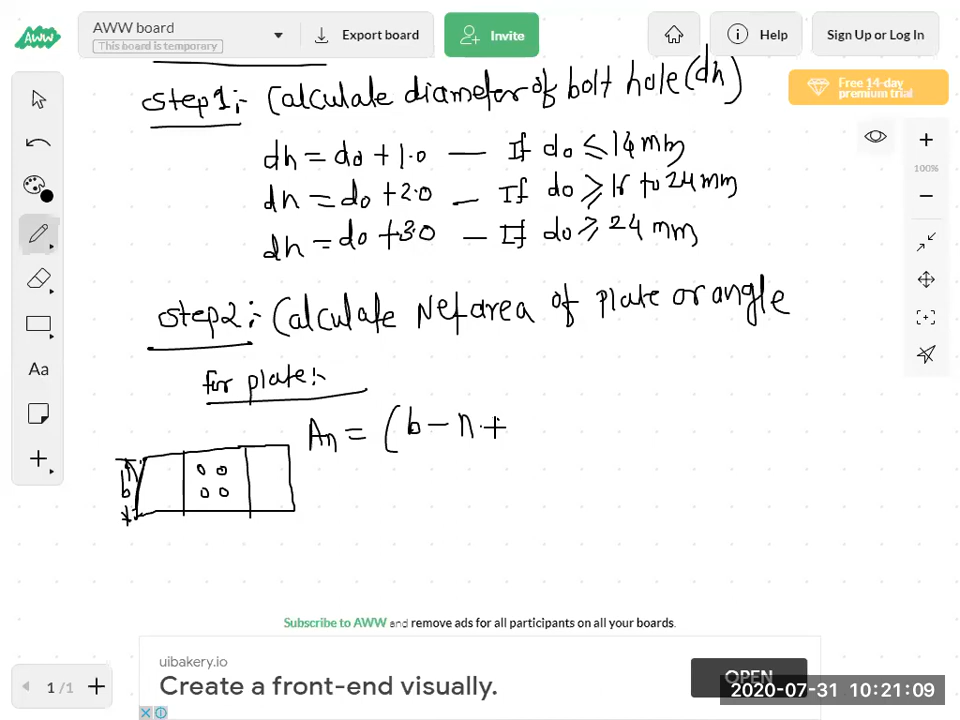 AWW
AWW board
This board is temporary
Export board
Invite
Help
Sign Up or Log In
Free 14-day
premium trial
100%
Step1:- Calculate diameter of bolt hole (dh)
dh = do + 1.0 — If do ≤ 14 mm
dh = do + 2.0 — If do ≥ 16 to 24 mm
dh = do + 3.0 — If do ≥ 24 mm
Step2:- Calculate Net area of plate or angle
for plate:-
An = (b - n +
b
Aa
Subscribe to AWW and remove ads for all participants on all your boards.
uibakery.io
Create a front-end visually.
OPEN
1 / 1
2020-07-31 10:21:09